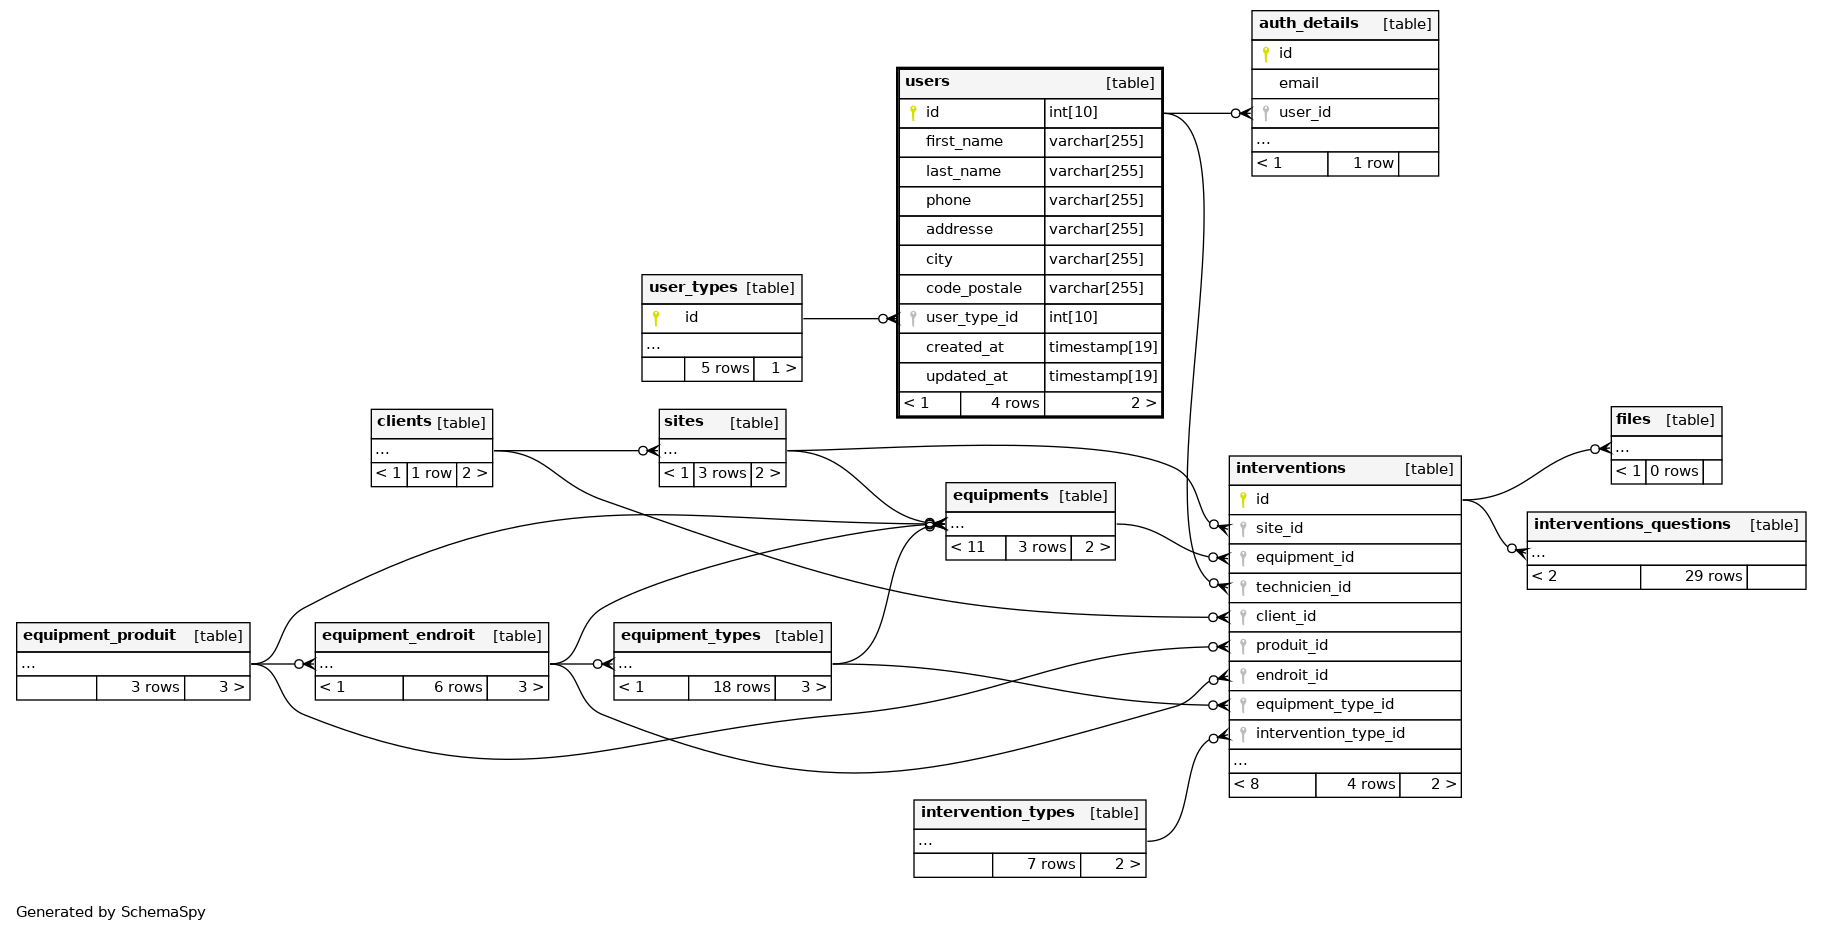 auth_details [table]
id
email
user_id
...
< 1 1 row
users [table]
id int[10]
first_name varchar[255]
last_name varchar[255]
phone varchar[255]
addresse varchar[255]
city varchar[255]
code_postale varchar[255]
user_type_id int[10]
created_at timestamp[19]
updated_at timestamp[19]
< 1 4 rows 2 >
user_types [table]
id
...
5 rows 1 >
clients [table]
...
< 1 1 row 2 >
sites [table]
...
< 1 3 rows 2 >
equipments [table]
...
< 11 3 rows 2 >
interventions [table]
id
site_id
equipment_id
technicien_id
client_id
produit_id
endroit_id
equipment_type_id
intervention_type_id
...
< 8 4 rows 2 >
files [table]
...
< 1 0 rows
interventions_questions [table]
...
< 2 29 rows
equipment_produit [table]
...
3 rows 3 >
equipment_endroit [table]
...
< 1 6 rows 3 >
equipment_types [table]
...
< 1 18 rows 3 >
intervention_types [table]
...
7 rows 2 >
Generated by SchemaSpy